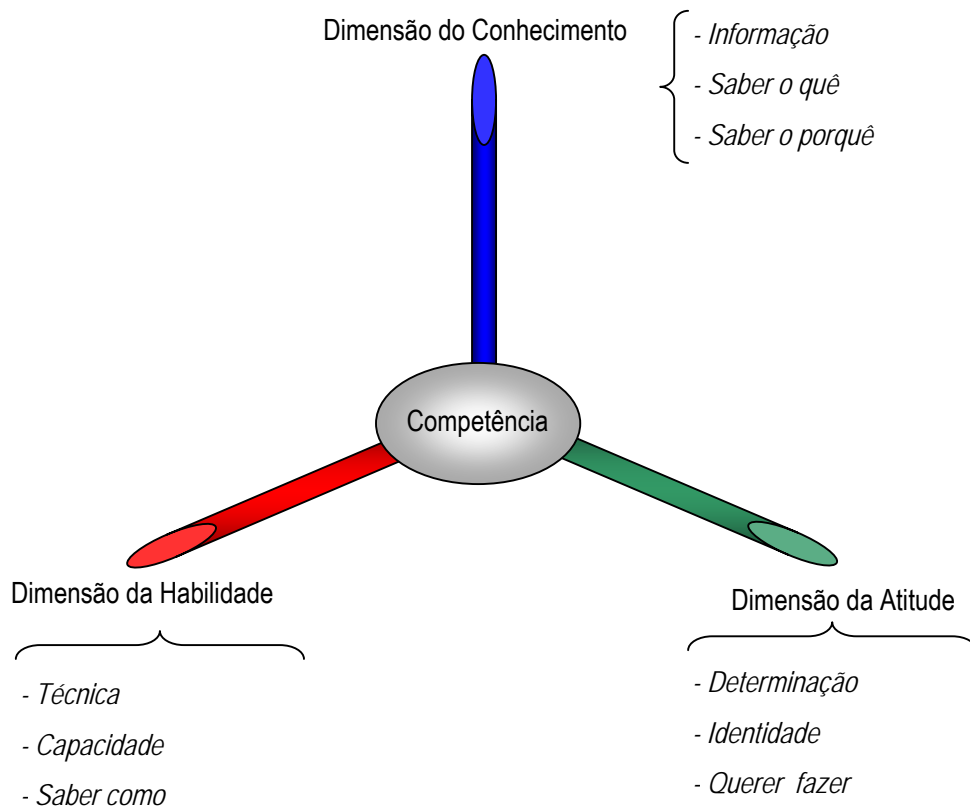 Dimensão do Conhecimento
- Informação
- Saber o quê
- Saber o porquê
Competência
Dimensão da Habilidade
- Técnica
- Capacidade
- Saber como
Dimensão da Atitude
- Determinação
- Identidade
- Querer fazer